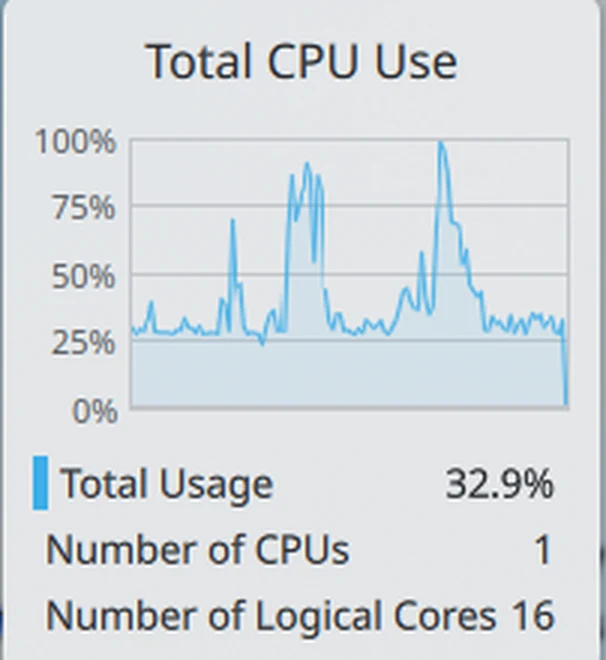 Total CPU Use
100%
75%
50%
25%
0%
Total Usage 32.9%
Number of CPUs 1
Number of Logical Cores 16